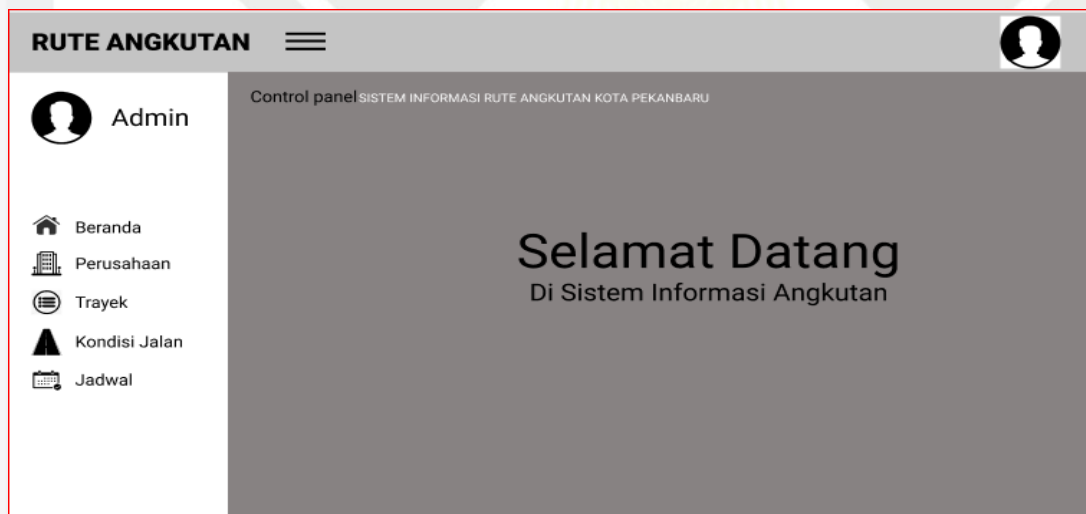 RUTE ANGKUTAN
Admin
Control panel SISTEM INFORMASI RUTE ANGKUTAN KOTA PEKANBARU
Beranda
Perusahaan
Trayek
Kondisi Jalan
Jadwal
Selamat Datang
Di Sistem Informasi Angkutan